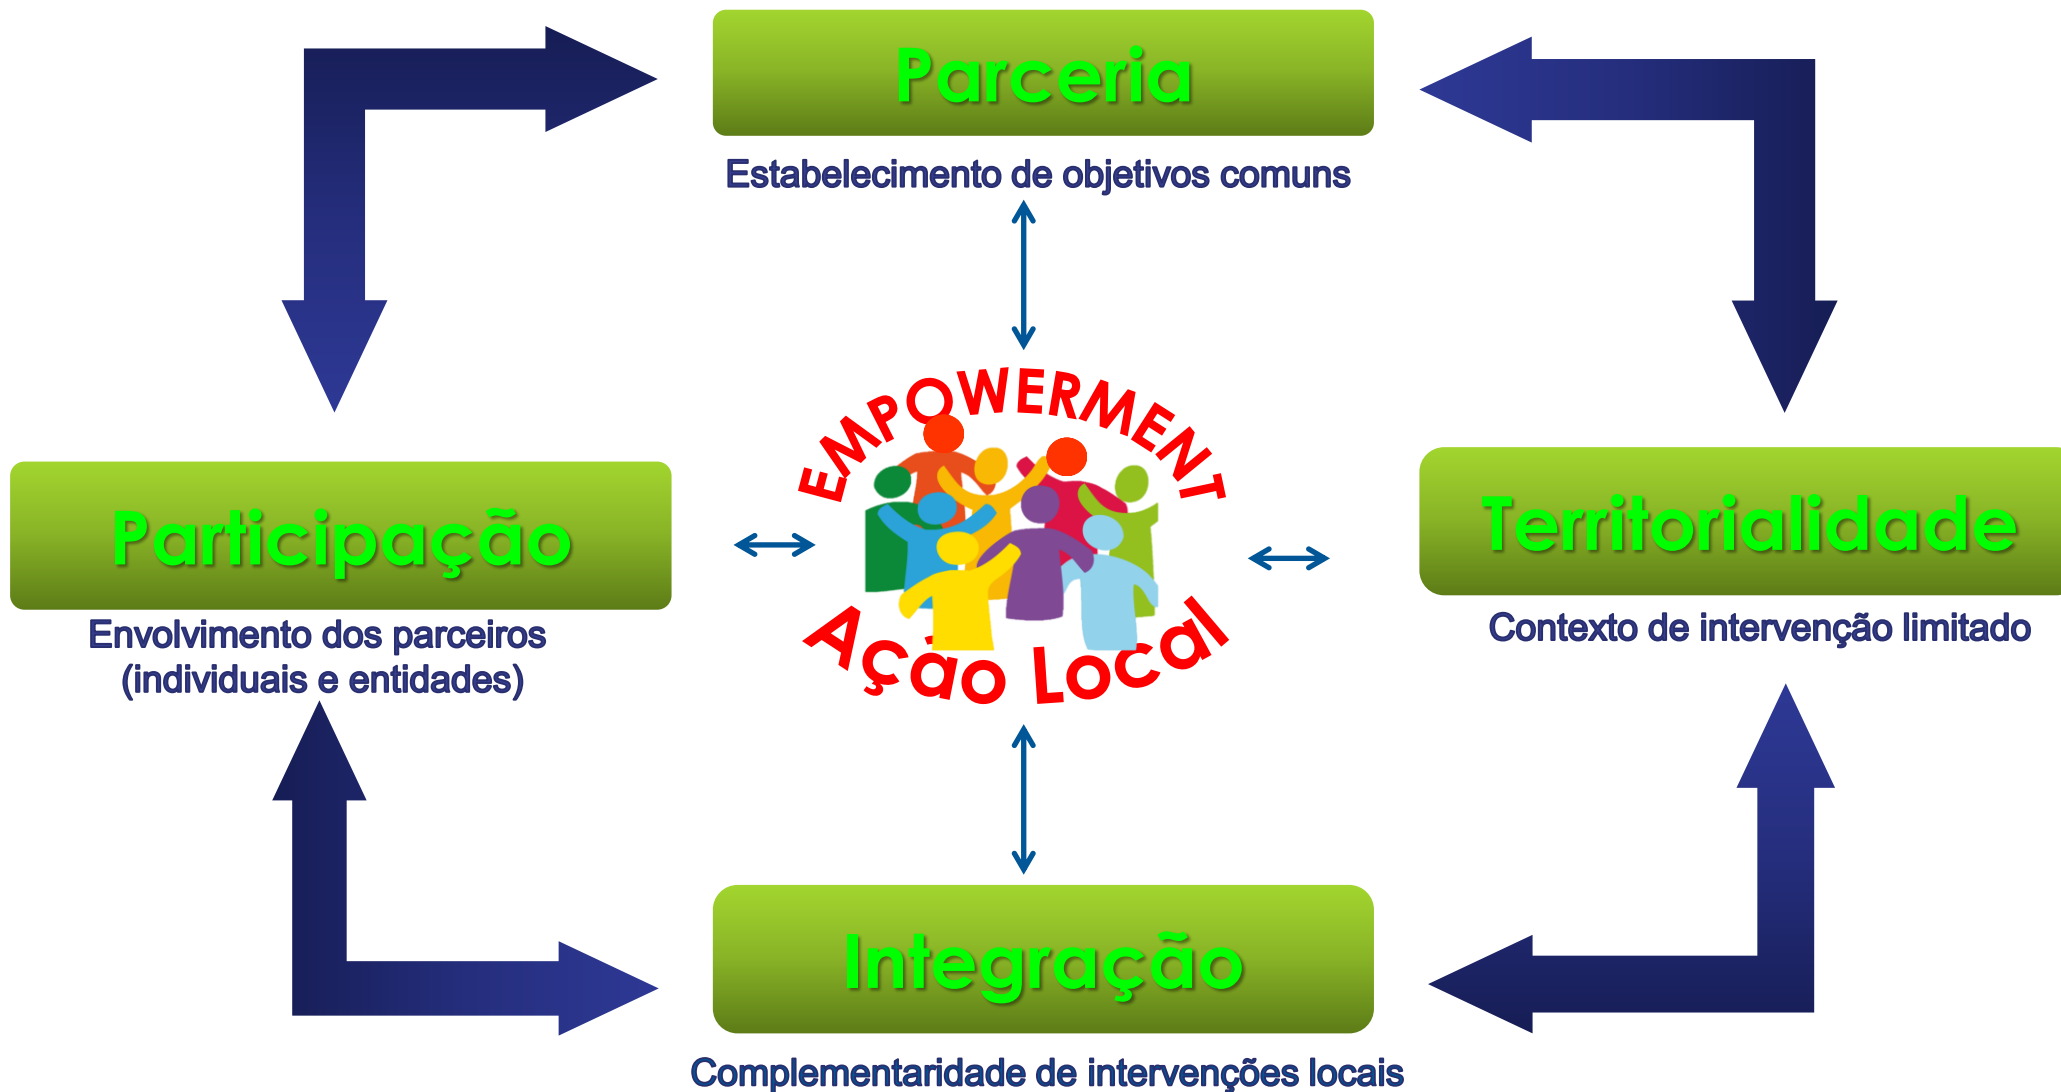 Parceria
Estabelecimento de objetivos comuns
EMPOWERMENT
Participação
Territorialidade
Envolvimento dos parceiros
(individuais e entidades)
Contexto de intervenção limitado
Ação Local
Integração
Complementaridade de intervenções locais